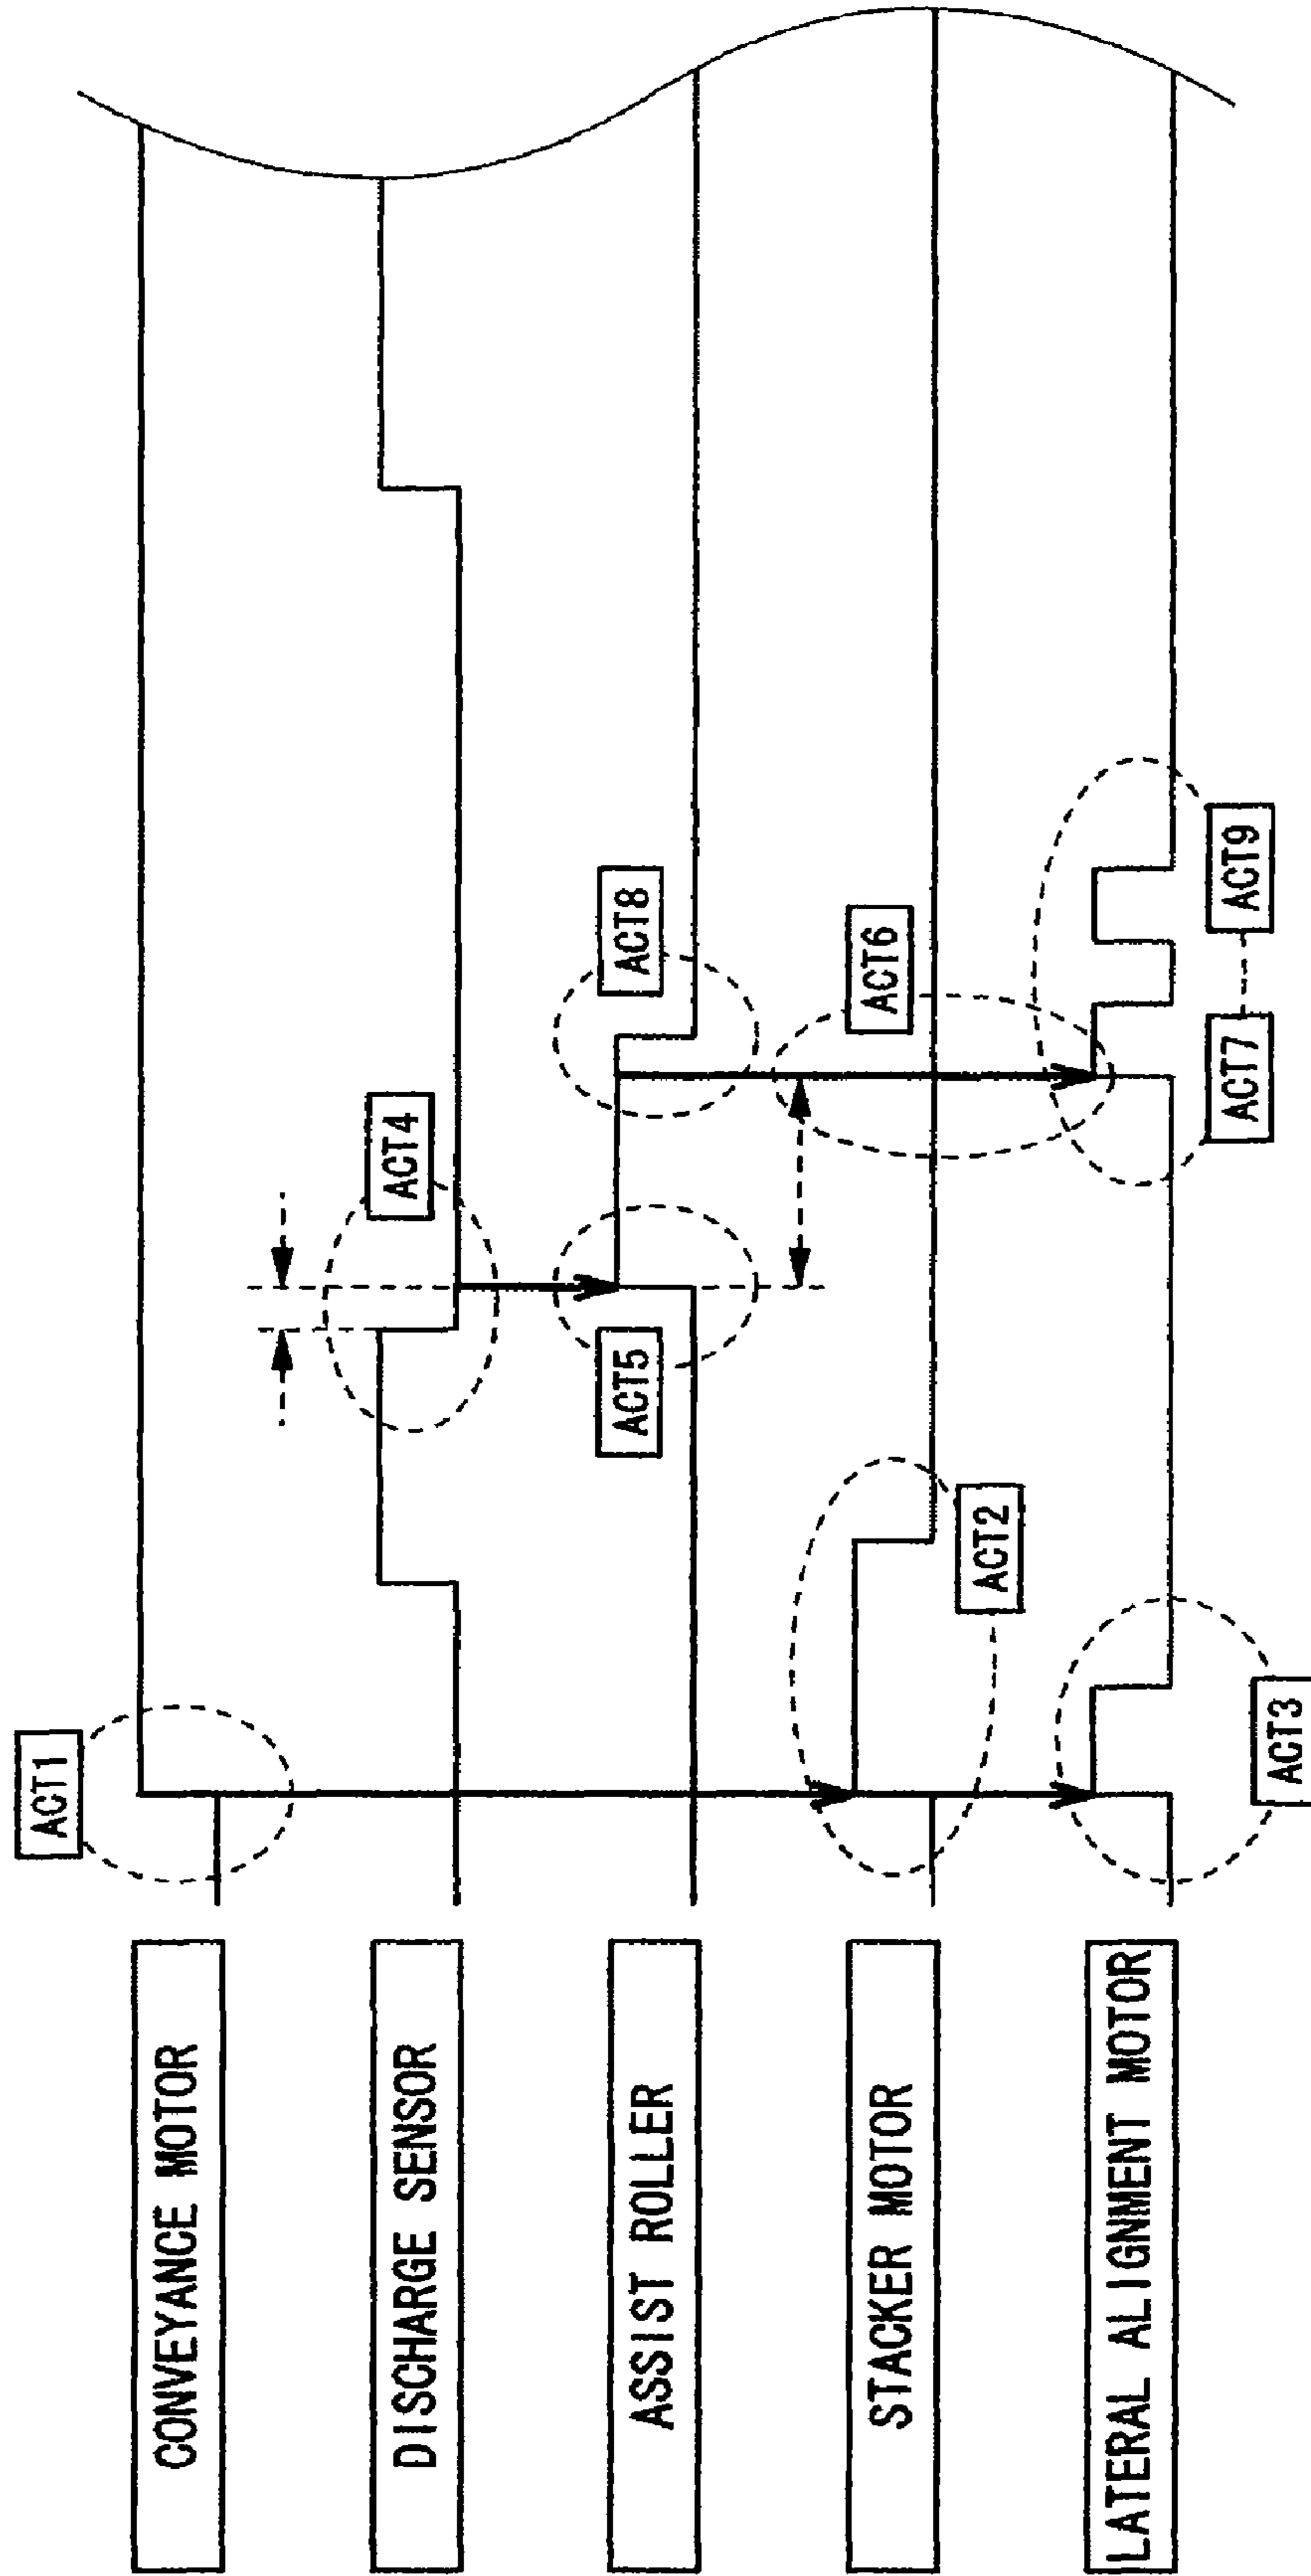 CONVEYANCE MOTOR
ACT1
DISCHARGE SENSOR
ACT4
ASSIST ROLLER
ACT5
ACT8
STACKER MOTOR
ACT2
ACT6
LATERAL ALIGNMENT MOTOR
ACT3
ACT7
ACT9